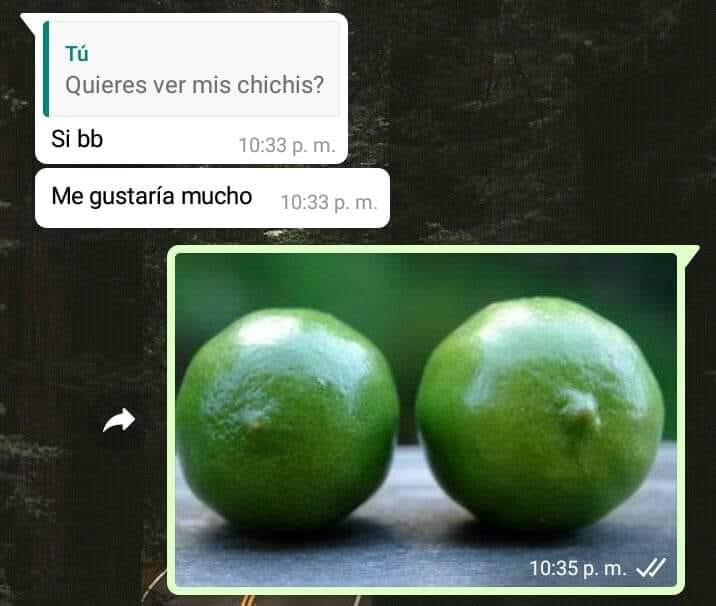 Tú
Quieres ver mis chichis?
Si bb 10:33 p. m.
Me gustaría mucho 10:33 p. m.
10:35 p. m.